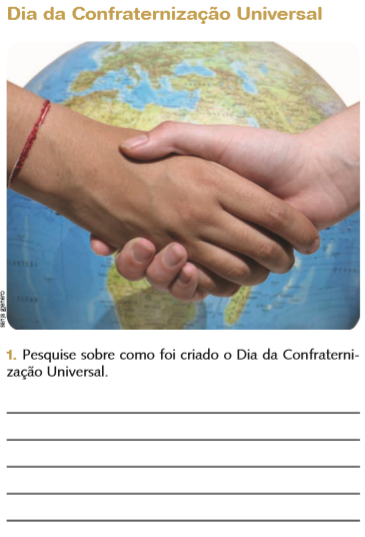 Dia da Confraternização Universal
1. Pesquise sobre como foi criado o Dia da Confraterni-
zação Universal.